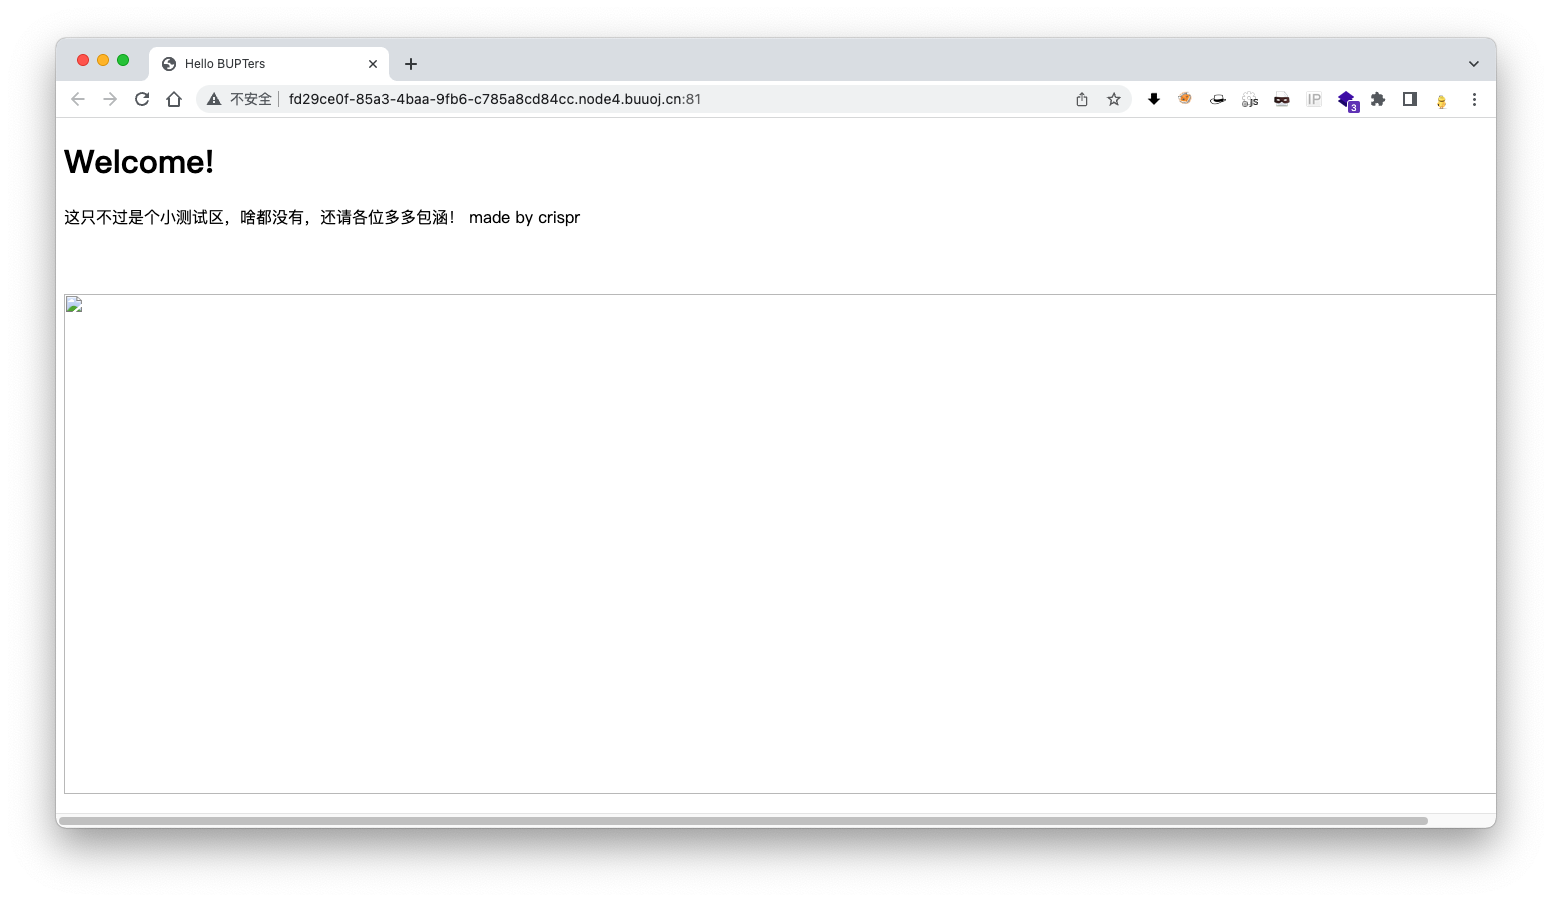 Hello BUPTers
不安全 fd29ce0f-85a3-4baa-9fb6-c785a8cd84cc.node4.buuoj.cn:81
JS
IP
3
Welcome!
这只不过是个小测试区，啥都没有，还请各位多多包涵！ made by crispr